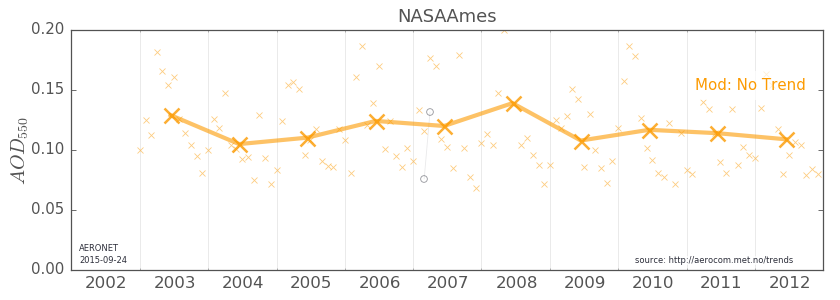 NASAAmes
0.20
0.15
0.10
0.05
0.00
AOD550
Mod: No Trend
AERONET
2015-09-24
source: http://aerocom.met.no/trends
2002 2003 2004 2005 2006 2007 2008 2009 2010 2011 2012